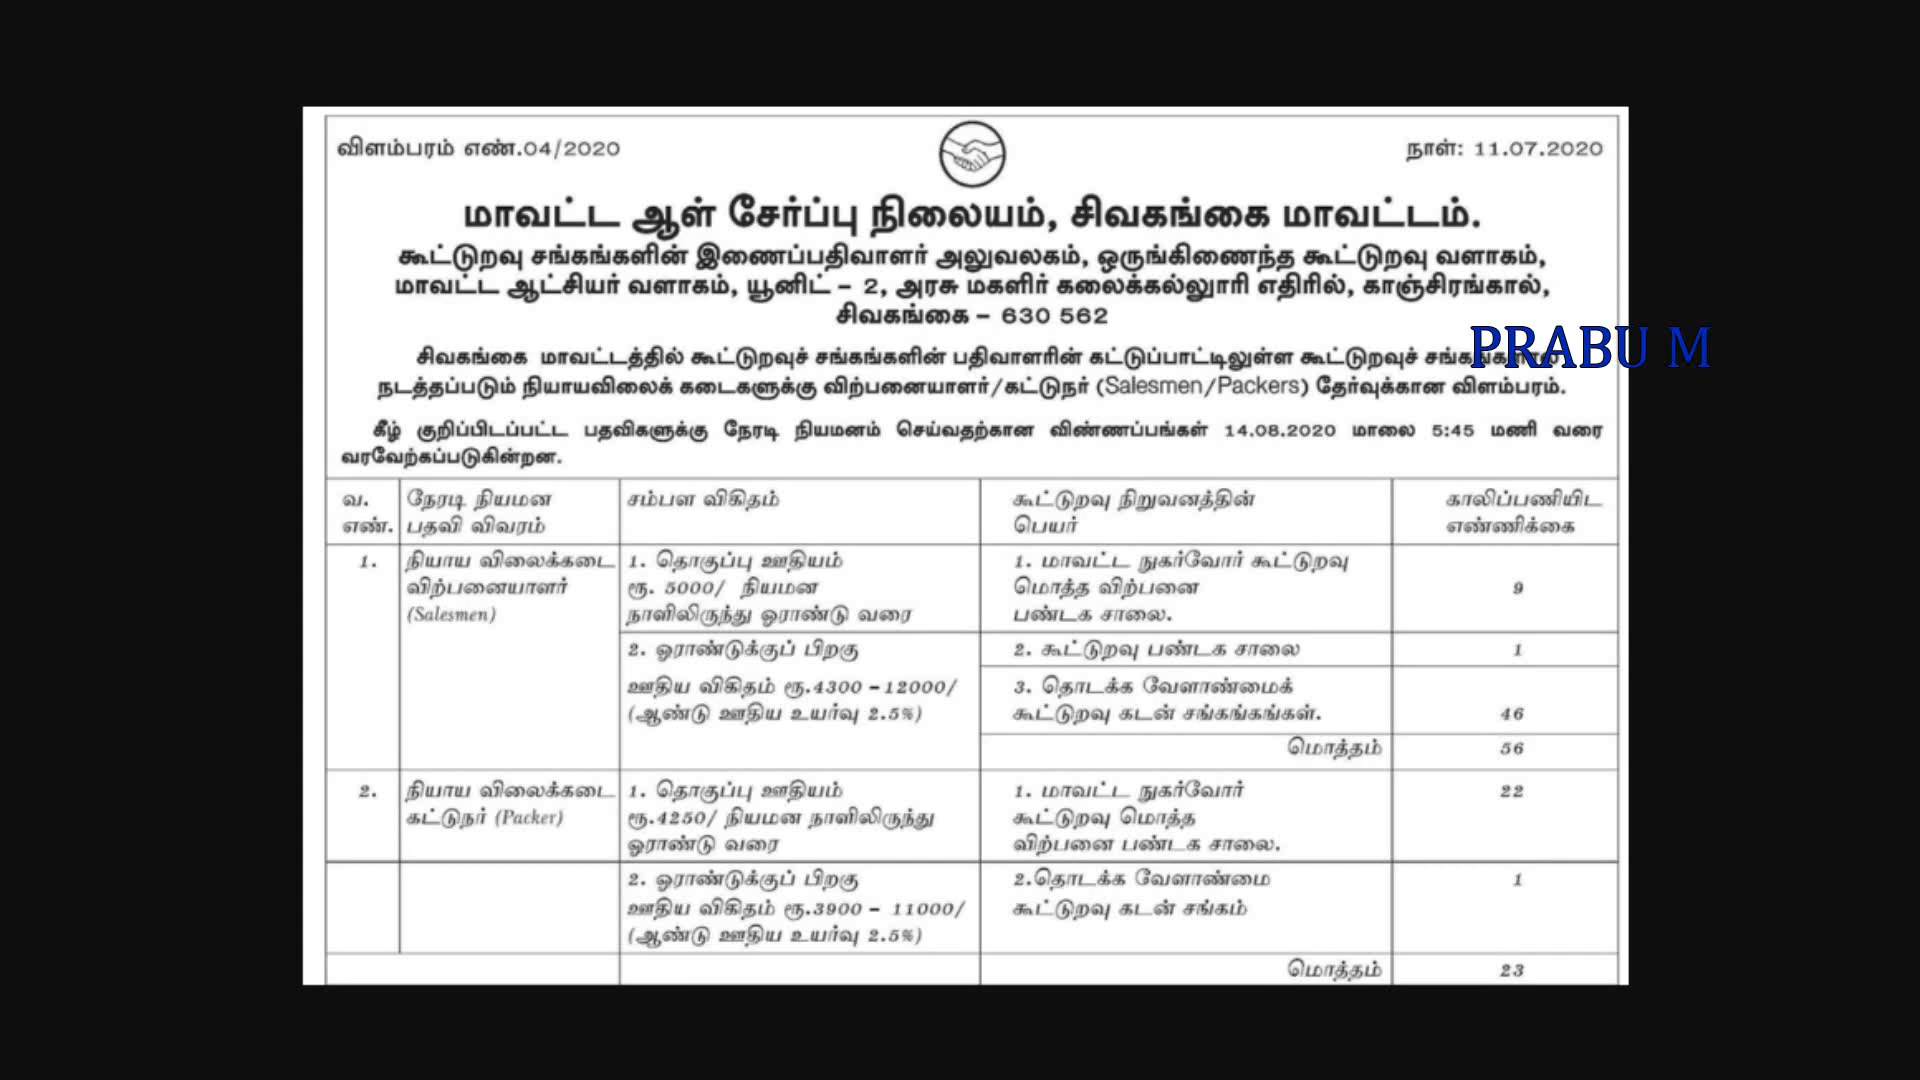 விளம்பரம் எண்.04/2020
நாள்: 11.07.2020
மாவட்ட ஆள் சேர்ப்பு நிலையம், சிவகங்கை மாவட்டம்.
கூட்டுறவு சங்கங்களின் இணைப்பதிவாளர் அலுவலகம், ஒருங்கிணைந்த கூட்டுறவு வளாகம்,
மாவட்ட ஆட்சியர் வளாகம், யூனிட் – 2, அரசு மகளிர் கலைக்கல்லூரி எதிரில், காஞ்சிரங்கால்,
சிவகங்கை – 630 562
PRABU M
சிவகங்கை மாவட்டத்தில் கூட்டுறவுச் சங்கங்களின் பதிவாளரின் கட்டுப்பாட்டிலுள்ள கூட்டுறவுச்
நடத்தப்படும் நியாயவிலைக் கடைகளுக்கு விற்பனையாளர்/கட்டுநர் (Salesmen/Packers) தேர்வுக்கான விளம்பரம்.
கீழ் குறிப்பிடப்பட்ட பதவிகளுக்கு நேரடி நியமனம் செய்வதற்கான விண்ணப்பங்கள் 14.08.2020 மாலை 5:45 மணி வரை
வரவேற்கப்படுகின்றன.
வ. எண்.
நேரடி நியமன
பதவி விவரம்
சம்பள விகிதம்
கூட்டுறவு நிறுவனத்தின்
பெயர்
காலிப்பணியிட
எண்ணிக்கை
1.
நியாய விலைக்கடை
விற்பனையாளர்
(Salesmen)
1. தொகுப்பு ஊதியம்
ரூ. 5000/ நியமன
நாளிலிருந்து ஓராண்டு வரை
1. மாவட்ட நுகர்வோர் கூட்டுறவு
மொத்த விற்பனை
பண்டக சாலை.
9
2. ஓராண்டுக்குப் பிறகு
ஊதிய விகிதம் ரூ.4300 –12000/
(ஆண்டு ஊதிய உயர்வு 2.5%)
2. கூட்டுறவு பண்டக சாலை
1
3. தொடக்க வேளாண்மைக்
கூட்டுறவு கடன் சங்கங்கங்கள்.
46
மொத்தம்
56
2.
நியாய விலைக்கடை
கட்டுநர் (Packer)
1. தொகுப்பு ஊதியம்
ரூ.4250/ நியமன நாளிலிருந்து
ஓராண்டு வரை
1. மாவட்ட நுகர்வோர்
கூட்டுறவு மொத்த
விற்பனை பண்டக சாலை.
22
2. ஓராண்டுக்குப் பிறகு
ஊதிய விகிதம் ரூ.3900 – 11000/
(ஆண்டு ஊதிய உயர்வு 2.5%)
2.தொடக்க வேளாண்மை
கூட்டுறவு கடன் சங்கம்
1
மொத்தம்
23